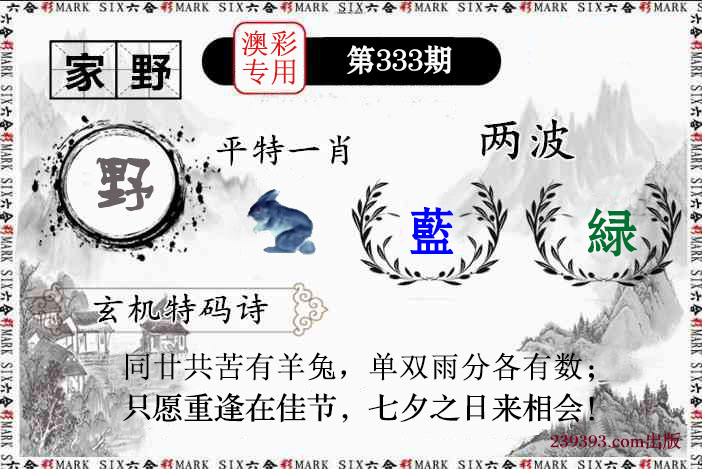 六合彩MARK SIX六合彩MARK SIX六合彩MARK SIX六合彩MARK SIX六合彩MARK SIX
家野
澳彩
专用
第333期
野
平特一肖
两波
藍
緑
玄机特码诗
同廿共苦有羊兔，单双雨分各有数；
只愿重逢在佳节，七夕之日来相会！
239393.com出版